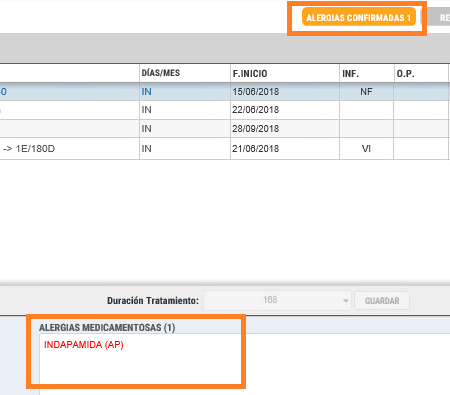 ALERGIAS CONFIRMADAS 1 RE
DÍAS/MES F.INICIO INF. O.P.
IN 15/06/2018 NF
IN 22/06/2018
IN 28/09/2018
-> 1E/180D IN 21/06/2018 VI
Duración Tratamiento: 168 GUARDAR
ALERGIAS MEDICAMENTOSAS (1)
INDAPAMIDA (AP)